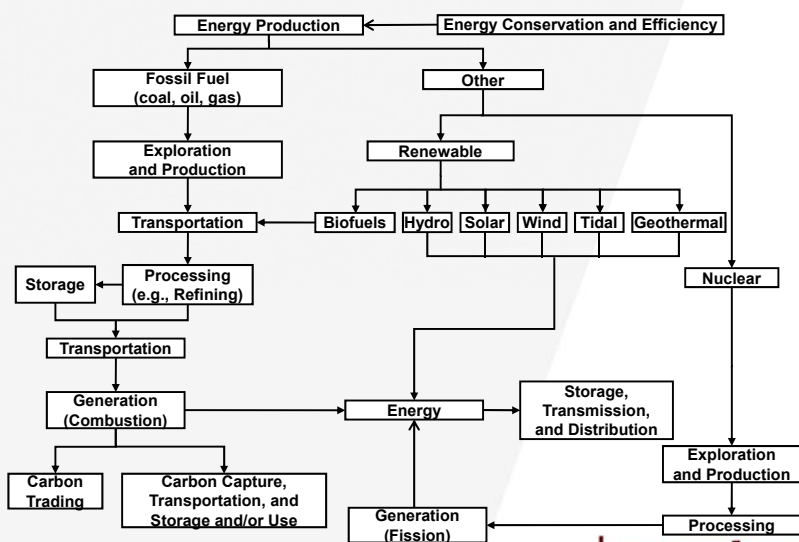 Energy Production
Energy Conservation and Efficiency
Fossil Fuel
(coal, oil, gas)
Other
Exploration
and Production
Renewable
Transportation
Biofuels
Hydro
Solar
Wind
Tidal
Geothermal
Storage
Processing
(e.g., Refining)
Nuclear
Transportation
Generation
(Combustion)
Energy
Storage,
Transmission,
and Distribution
Exploration
and Production
Carbon
Trading
Carbon Capture,
Transportation, and
Storage and/or Use
Generation
(Fission)
Processing